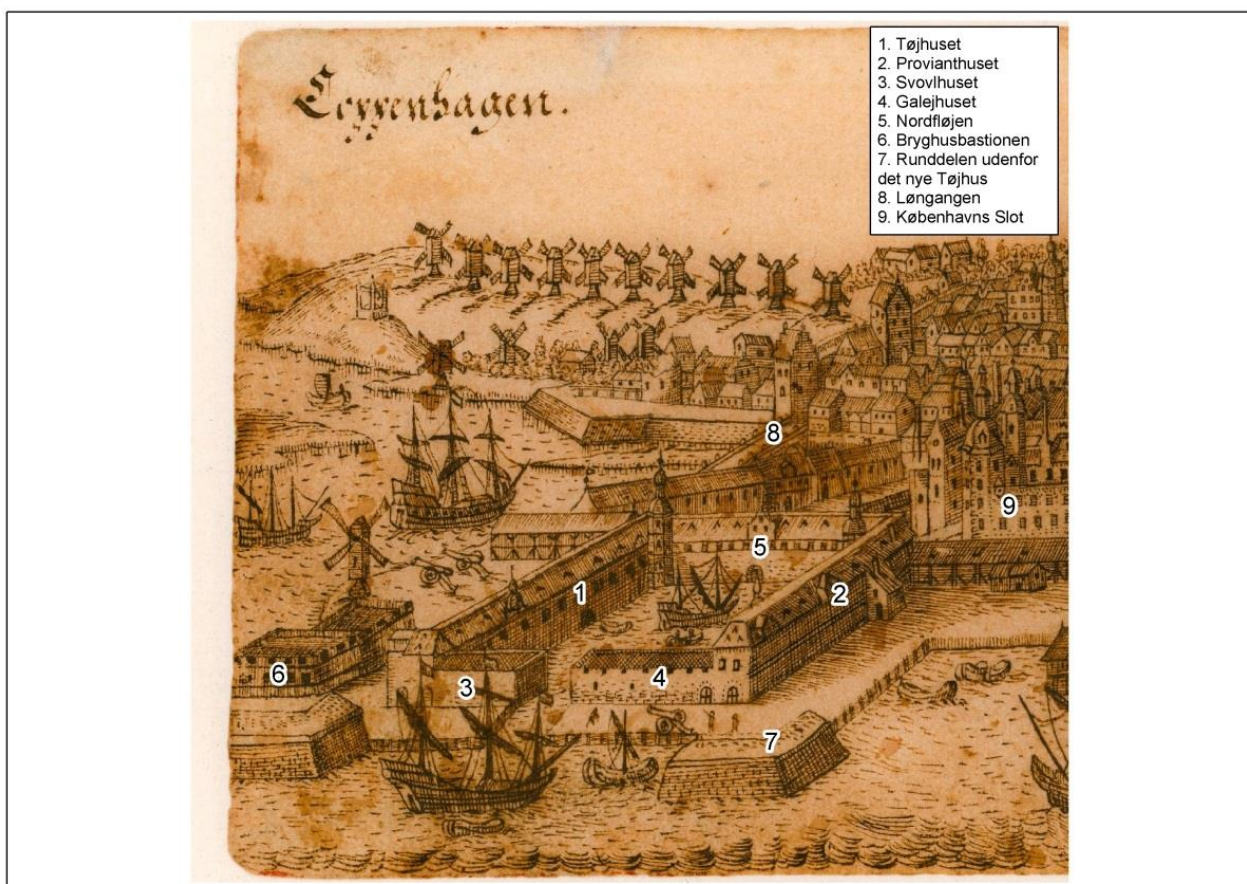 Coppenhagen.
1. Tøjhuset
2. Provianthuset
3. Svovlhuset
4. Galejhuset
5. Nordfløjen
6. Bryghusbastionen
7. Runddelen udenfor
det nye Tøjhus
8. Løngangen
9. Københavns Slot
8
9
5
1
2
6
3
4
7